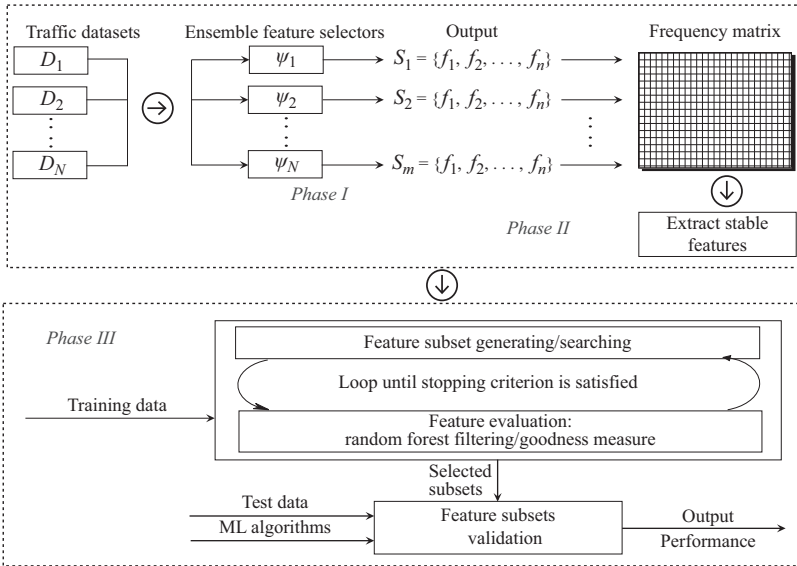 Traffic datasets
Ensemble feature selectors
Output
Frequency matrix
D₁
ψ₁
S₁ = {f₁, f₂, . . . , fₙ}
D₂
ψ₂
S₂ = {f₁, f₂, . . . , fₙ}
D_N
ψ_N
Sₘ = {f₁, f₂, . . . , fₙ}
Phase I
Phase II
Extract stable
features
Phase III
Feature subset generating/searching
Loop until stopping criterion is satisfied
Training data
Feature evaluation:
random forest filtering/goodness measure
Selected
subsets
Test data
ML algorithms
Feature subsets
validation
Output
Performance